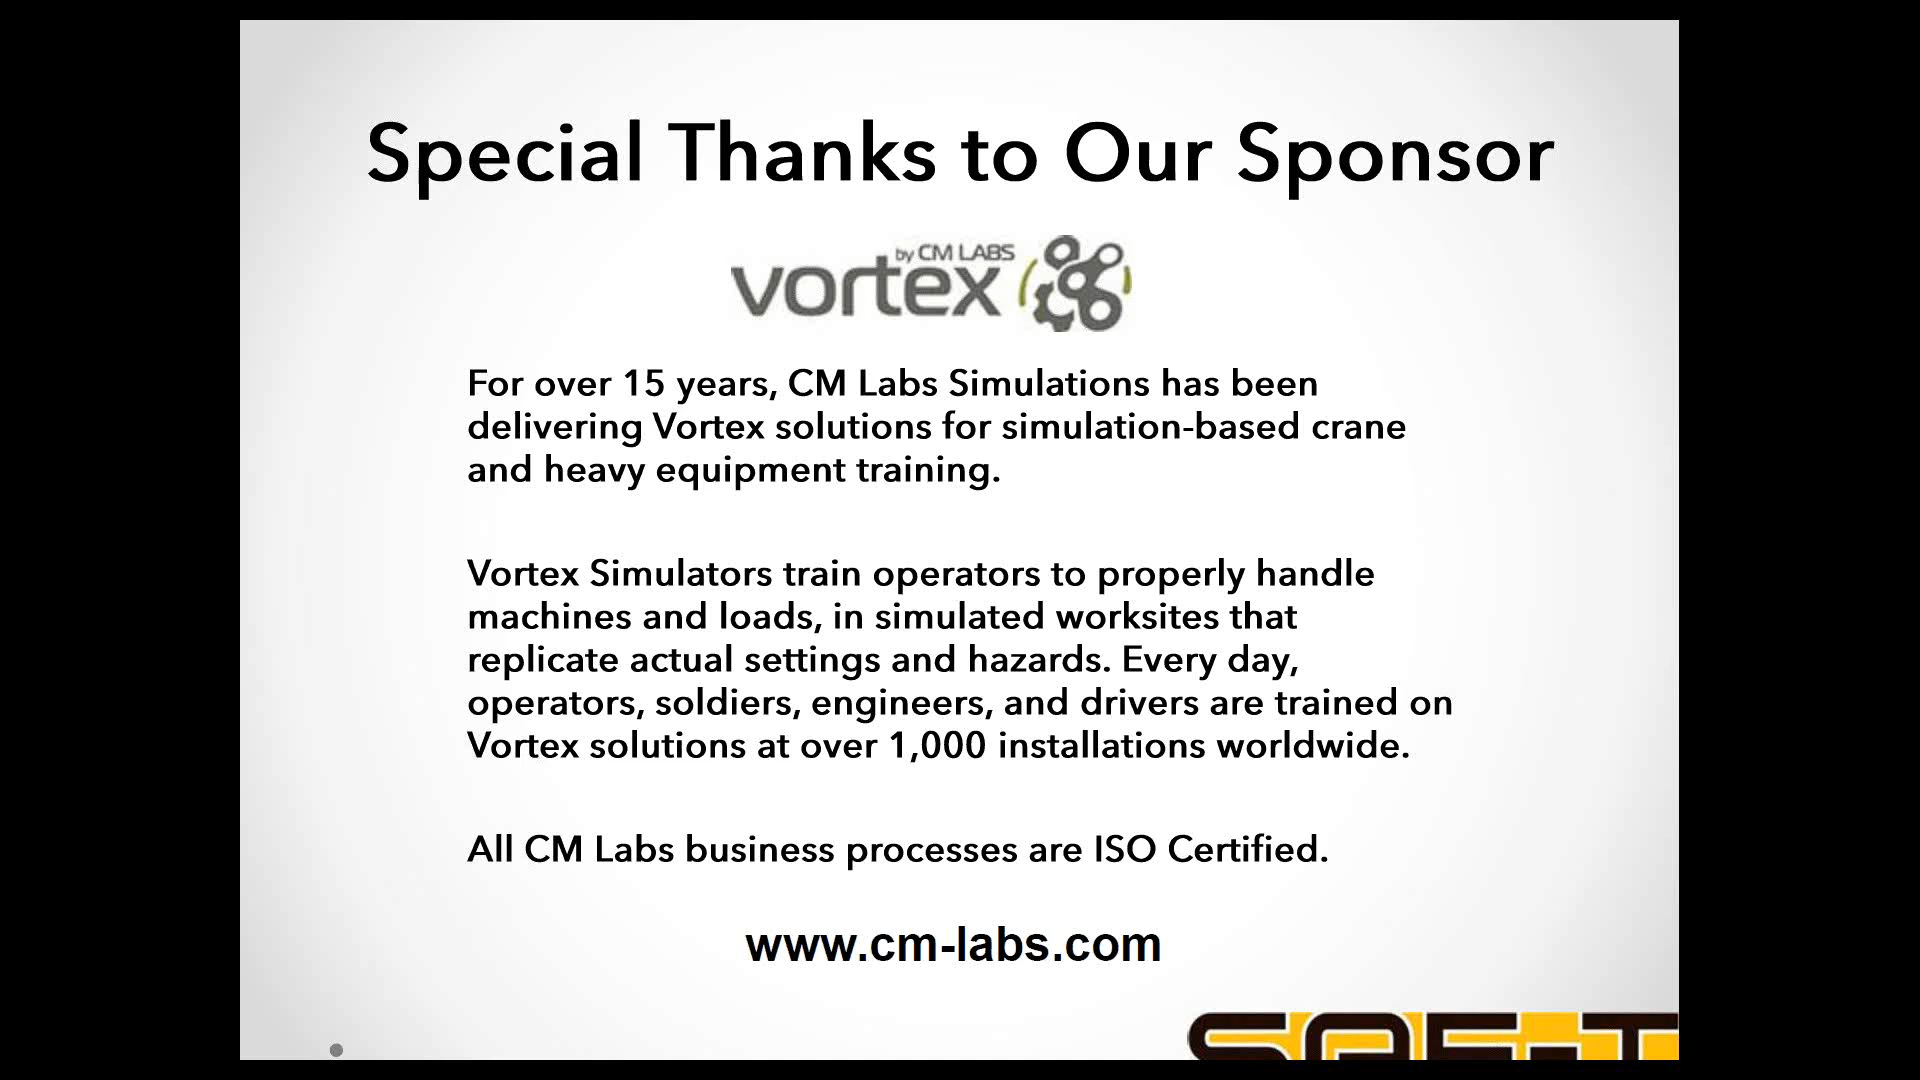 Special Thanks to Our Sponsor
by CM LABS
vortex
For over 15 years, CM Labs Simulations has been
delivering Vortex solutions for simulation-based crane
and heavy equipment training.
Vortex Simulators train operators to properly handle
machines and loads, in simulated worksites that
replicate actual settings and hazards. Every day,
operators, soldiers, engineers, and drivers are trained on
Vortex solutions at over 1,000 installations worldwide.
All CM Labs business processes are ISO Certified.
www.cm-labs.com